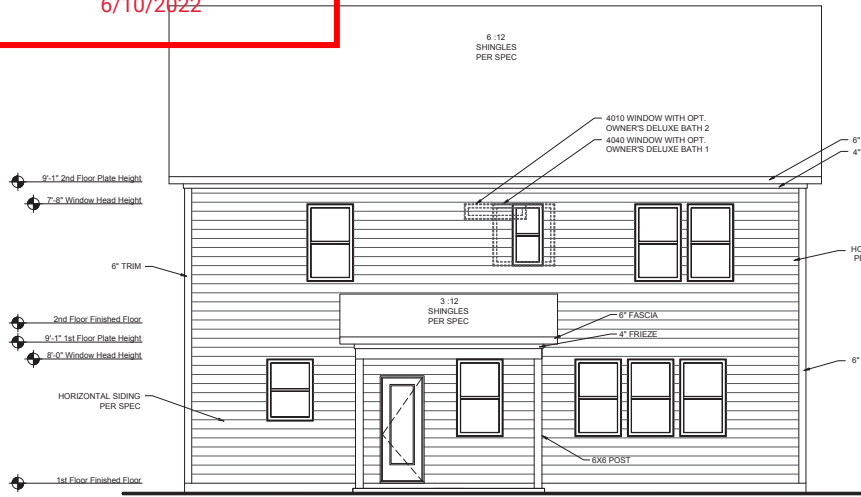 6/10/2022
6 :12
SHINGLES
PER SPEC
4010 WINDOW WITH OPT.
OWNER'S DELUXE BATH 2
4040 WINDOW WITH OPT.
OWNER'S DELUXE BATH 1
6"
4"
9'-1" 2nd Floor Plate Height
7'-8" Window Head Height
6" TRIM
3 :12
SHINGLES
PER SPEC
2nd Floor Finished Floor
9'-1" 1st Floor Plate Height
8'-0" Window Head Height
6" FASCIA
4" FRIEZE
6"
HORIZONTAL SIDING
PER SPEC
6X6 POST
1st Floor Finished Floor